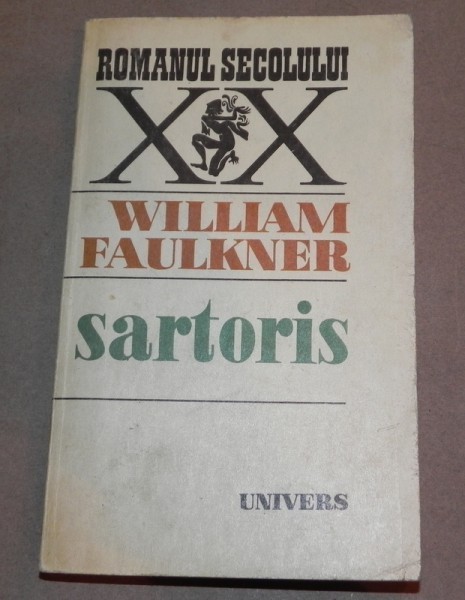 ROMANUL SECOLULUI
XX
WILLIAM
FAULKNER
sartoris
UNIVERS